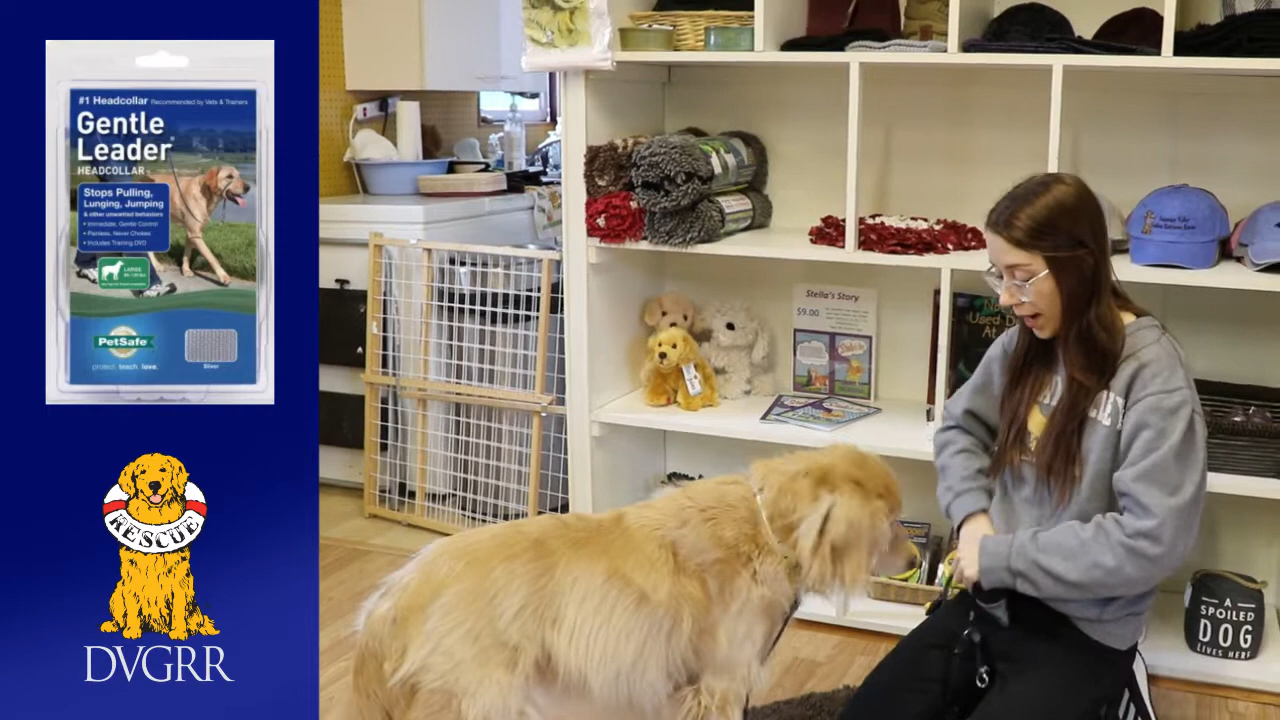 #1 Headcollar Recommended by Vets & Trainers
Gentle
Leader
HEADCOLLAR
Stops Pulling,
Lunging, Jumping
& other unwanted behaviors
• Immediate, Gentle Control
• Painless, Never Chokes
• Includes Training DVD
LARGE
PetSafe
protect. teach. love.
Silver
RESCUE
DVGRR
Stella's Story
$9.00
Used
At
A
SPOILED
DOG
LIVES HERE